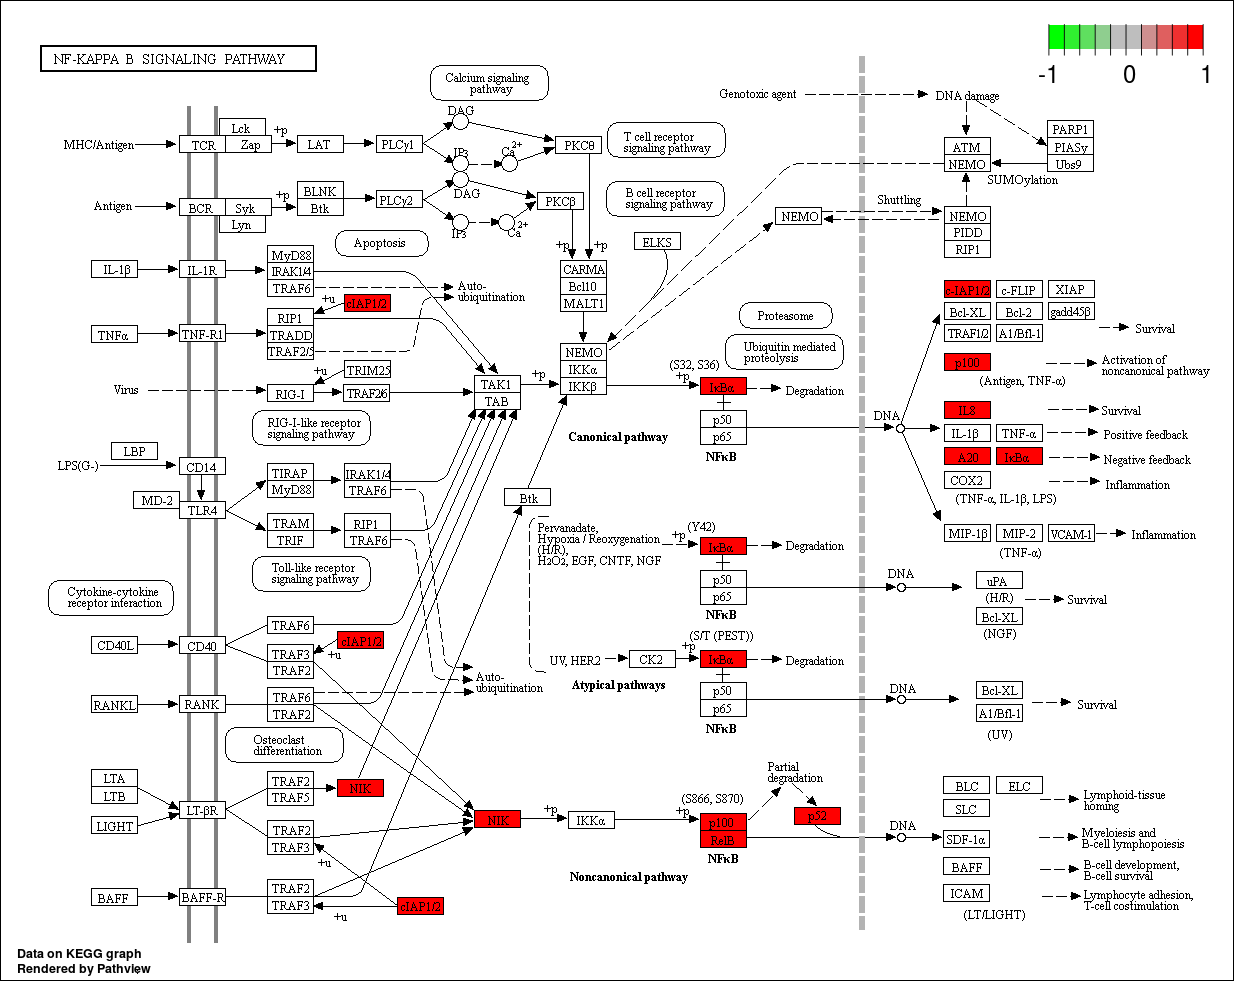 NF-KAPPA B SIGNALING PATHWAY
-1 0 1
Calcium signaling
pathway
Genotoxic agent
DNA damage
MHC/Antigen
TCR
Lck
Zap
+p
LAT
PLCγ1
DAG
IP3
Ca2+
PKCθ
T cell receptor
signaling pathway
ATM
NEMO
PARP1
PIASy
Ubs9
SUMOylation
Antigen
BCR
Syk
Lyn
+p
BLNK
Btk
PLCγ2
DAG
IP3
Ca2+
PKCβ
B cell receptor
signaling pathway
Shuttling
NEMO
NEMO
PIDD
RIP1
Apoptosis
+p
+p
ELKS
IL-1β
IL-1R
MyD88
IRAK1/4
TRAF6
Auto-
ubiquitination
CARMA
Bcl10
MALT1
TNFα
TNF-R1
+u
cIAP1/2
RIP1
TRADD
TRAF2/5
Proteasome
Ubiquitin mediated
proteolysis
c-IAP1/2
c-FLIP
XIAP
Bcl-XL
Bcl-2
gadd45β
TRAF1/2
A1/Bfl-1
Survival
Virus
RIG-I
+u
TRIM25
TRAF2/6
TAK1
TAB
+p
NEMO
IKKα
IKKβ
(S32, S36)
+p
IκBα
Degradation
p50
p65
NFκB
Canonical pathway
p100
Activation of
noncanonical pathway
(Antigen, TNF-α)
RIG-I-like receptor
signaling pathway
DNA
IL8
Survival
IL-1β
TNF-α
Positive feedback
A20
IκBα
Negative feedback
COX2
Inflammation
(TNF-α, IL-1β, LPS)
LBP
LPS(G-)
CD14
MD-2
TLR4
TIRAP
MyD88
IRAK1/4
TRAF6
TRAM
TRIF
RIP1
TRAF6
Btk
Toll-like receptor
signaling pathway
Pervanadate,
Hypoxia / Reoxygenation
(H/R),
H2O2, EGF, CNTF, NGF
(Y42)
+p
IκBα
Degradation
p50
p65
NFκB
MIP-1β
MIP-2
VCAM-1
Inflammation
(TNF-α)
DNA
uPA
(H/R)
Bcl-XL
(NGF)
Survival
Cytokine-cytokine
receptor interaction
CD40L
CD40
TRAF6
TRAF3
TRAF2
cIAP1/2
+u
Auto-
ubiquitination
UV, HER2
CK2
(S/T (PEST))
+p
IκBα
Degradation
Atypical pathways
p50
p65
NFκB
DNA
Bcl-XL
A1/Bfl-1
(UV)
Survival
RANKL
RANK
TRAF6
TRAF2
Osteoclast
differentiation
LTA
LTB
LIGHT
LT-βR
TRAF2
TRAF5
NIK
TRAF2
TRAF3
+u
NIK
+p
IKKα
(S866, S870)
+p
p100
RelB
NFκB
Partial
degradation
p52
DNA
Noncanonical pathway
BLC
ELC
SLC
Lymphoid-tissue
homing
SDF-1α
Myeloiesis and
B-cell lymphopoiesis
BAFF
B-cell development,
B-cell survival
ICAM
Lymphocyte adhesion,
T-cell costimulation
(LT/LIGHT)
BAFF
BAFF-R
TRAF2
TRAF3
+u
cIAP1/2
Data on KEGG graph
Rendered by Pathview